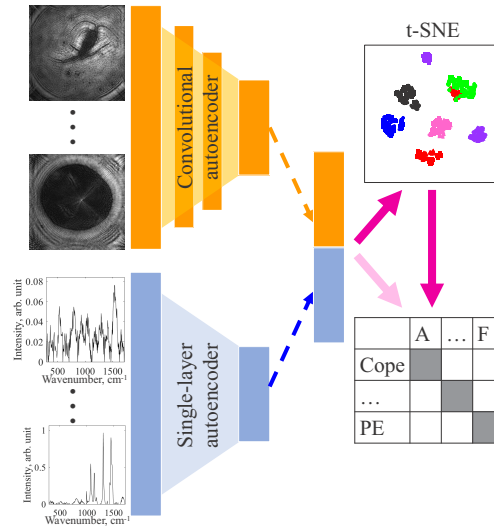 t-SNE
Convolutional
autoencoder
Intensity, arb. unit
0.08
0.06
0.04
0.02
0
500 1000 1500
Wavenumber, cm-1
Single-layer
autoencoder
Intensity, arb. unit
1
0.5
0
500 1000 1500
Wavenumber, cm-1
A … F
Cope
…
PE